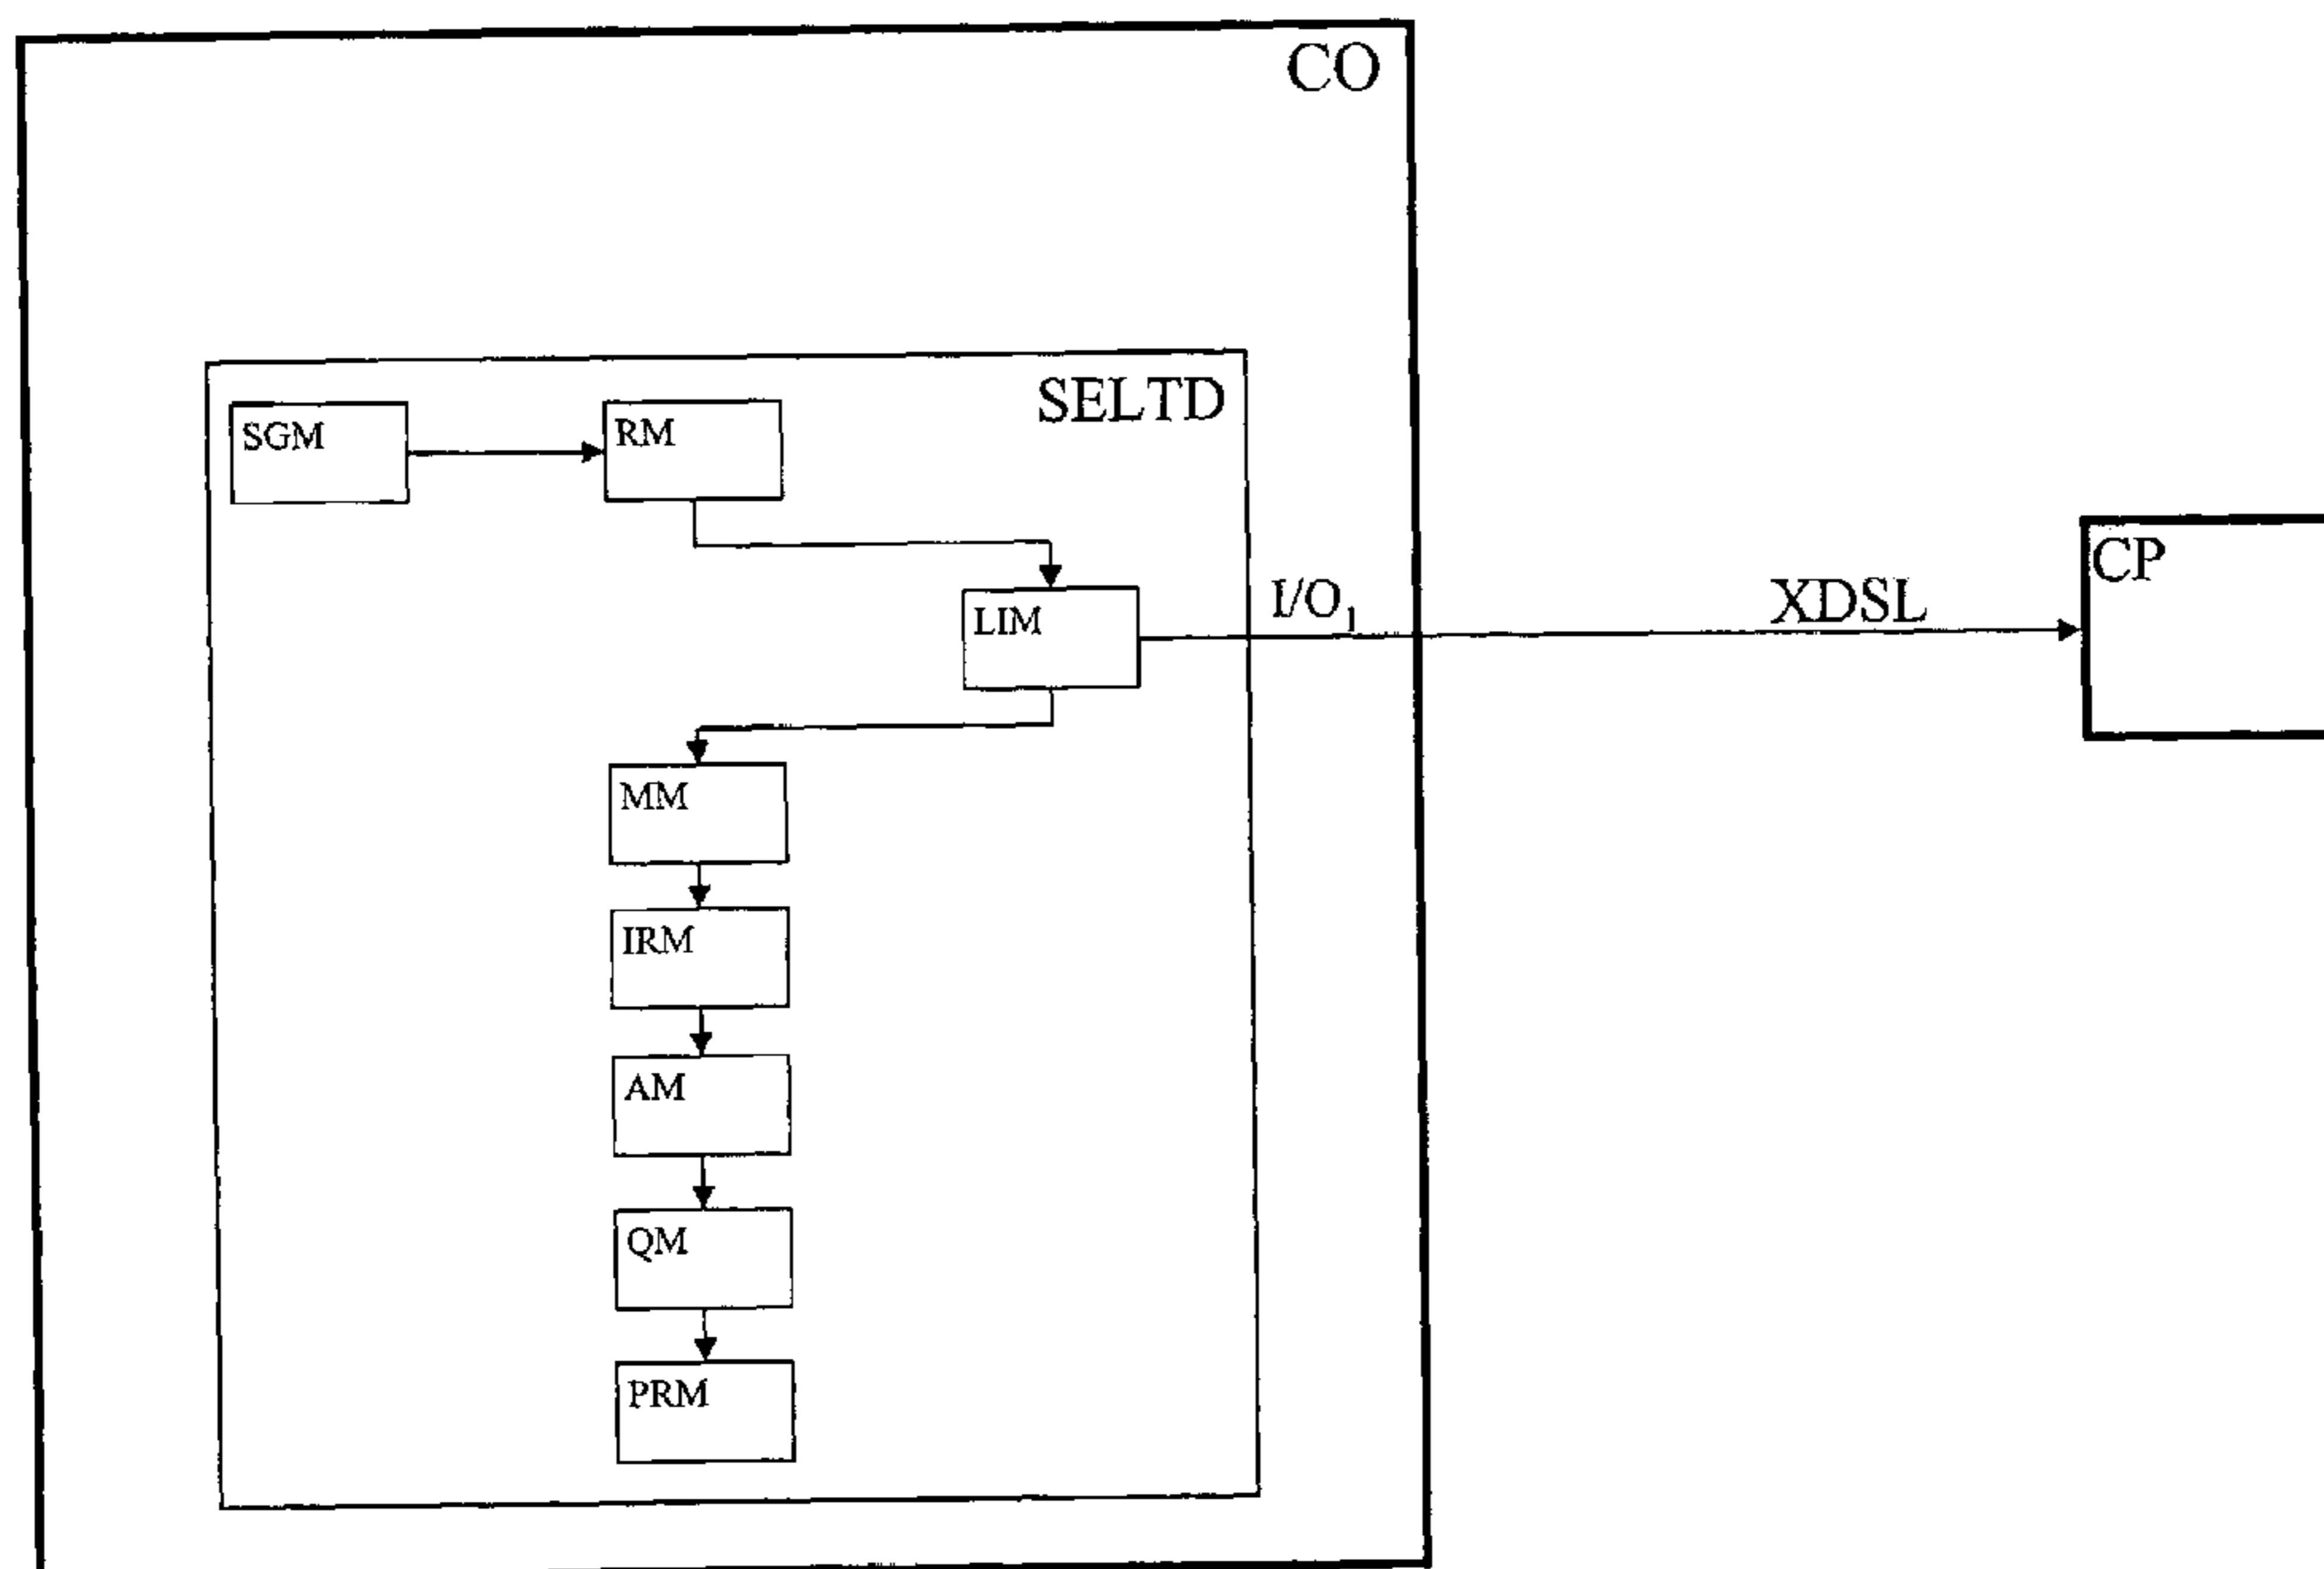 CO
SELTD
SGM
RM
LIM
I/O1
XDSL
CP
MM
IRM
AM
QM
PRM